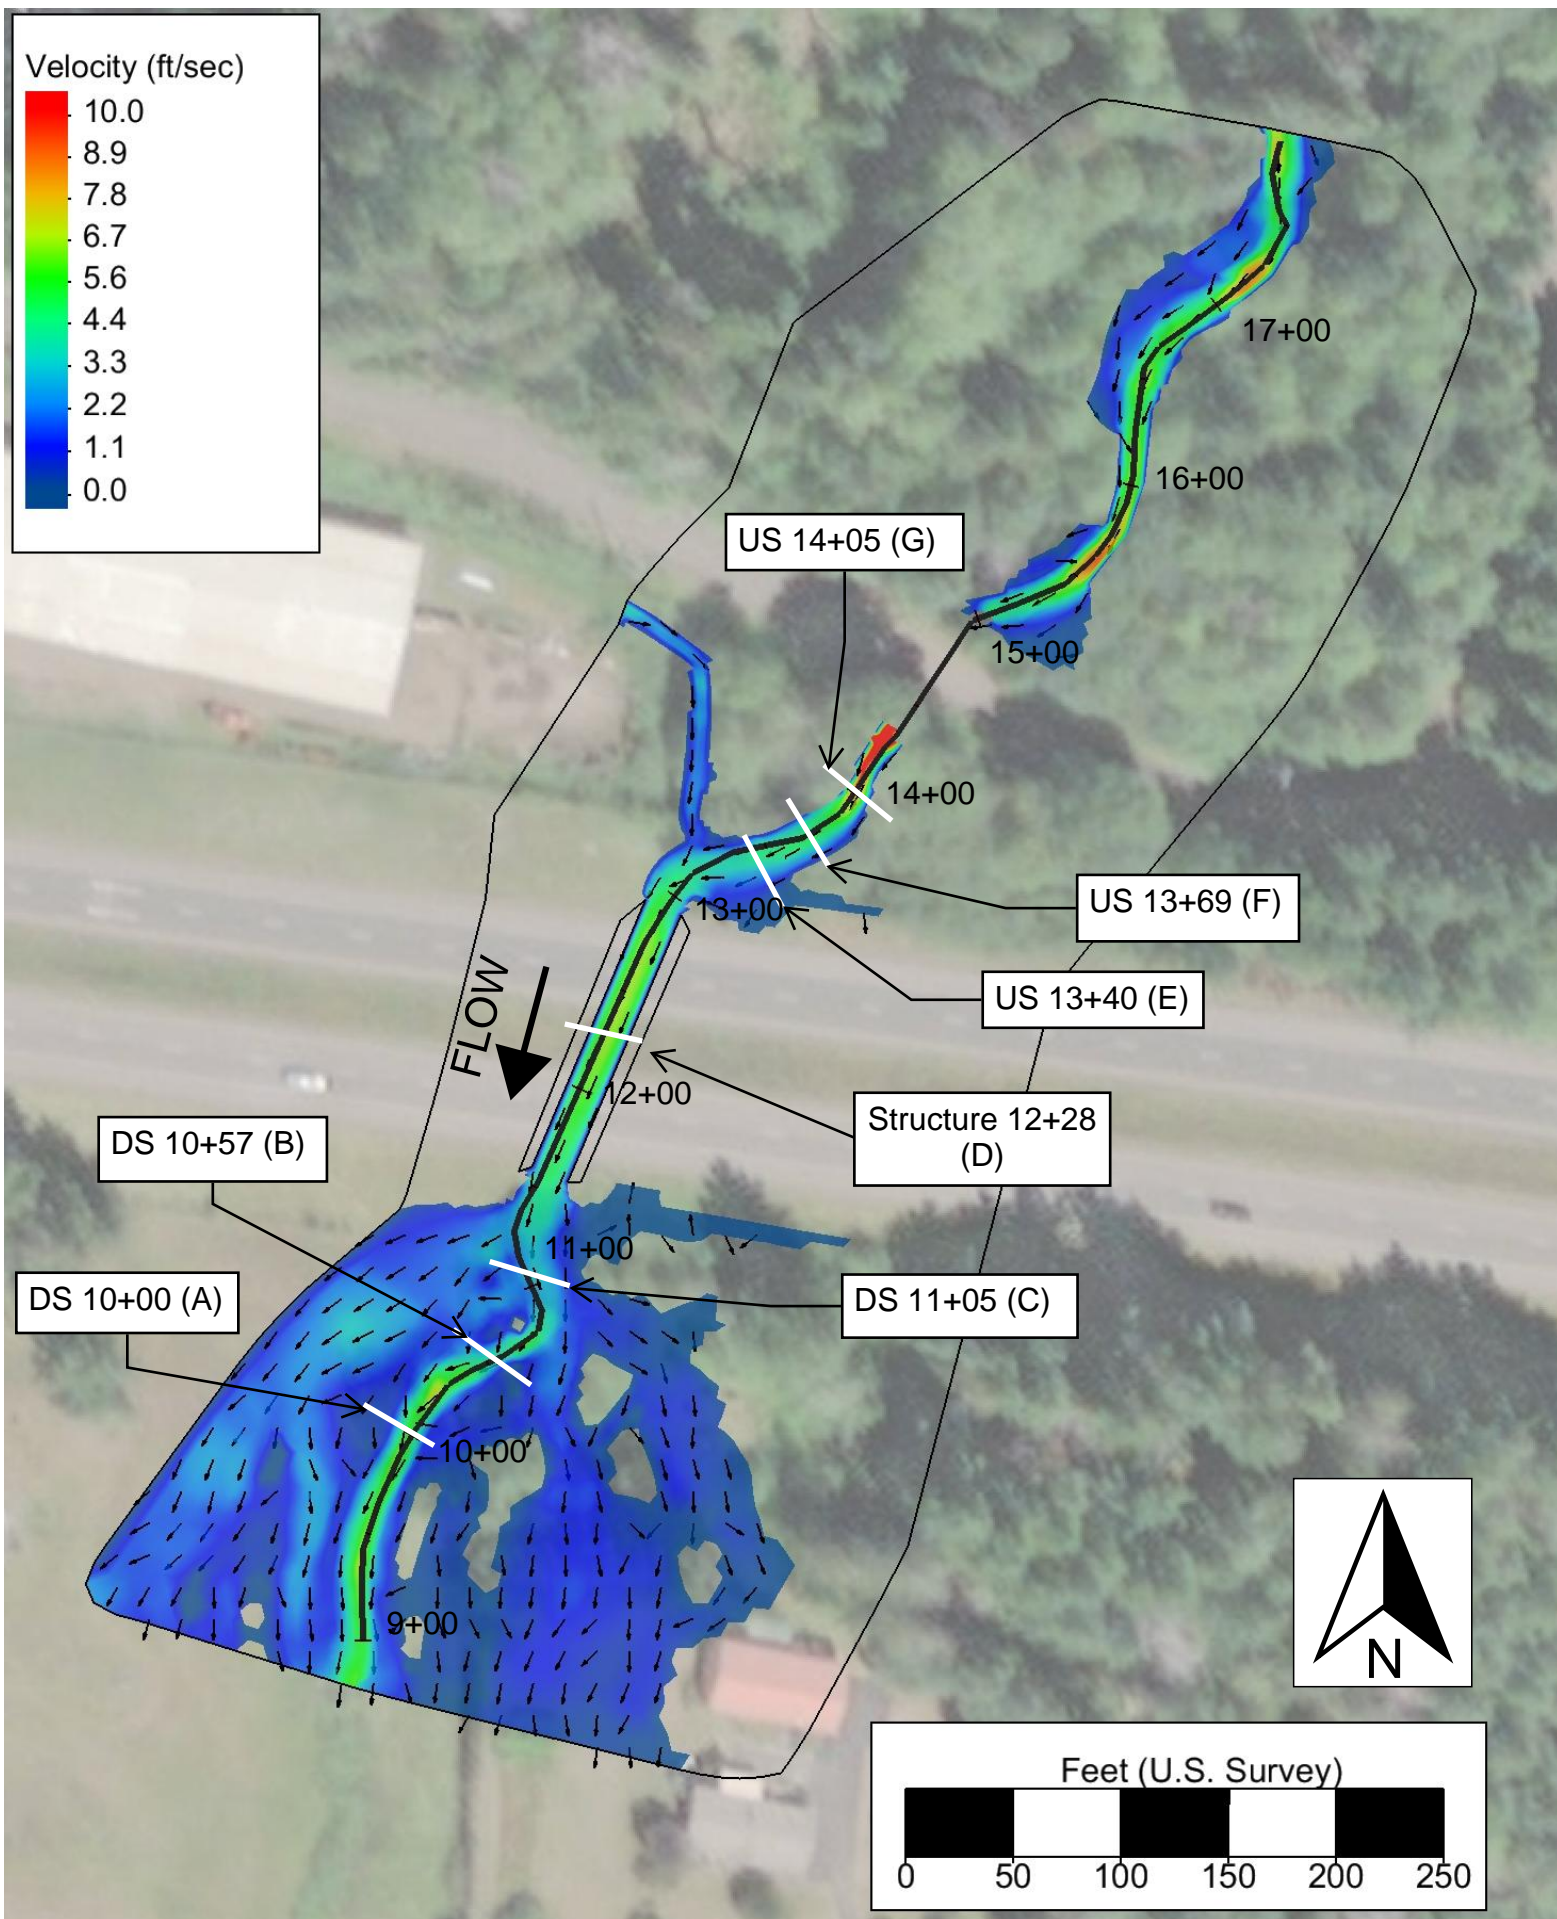 Velocity (ft/sec)
10.0
8.9
7.8
6.7
5.6
4.4
3.3
2.2
1.1
0.0
17+00
16+00
US 14+05 (G)
15+00
14+00
US 13+69 (F)
13+00
US 13+40 (E)
FLOW
12+00
Structure 12+28
(D)
DS 10+57 (B)
11+00
DS 10+00 (A)
DS 11+05 (C)
10+00
9+00
N
Feet (U.S. Survey)
0 50 100 150 200 250